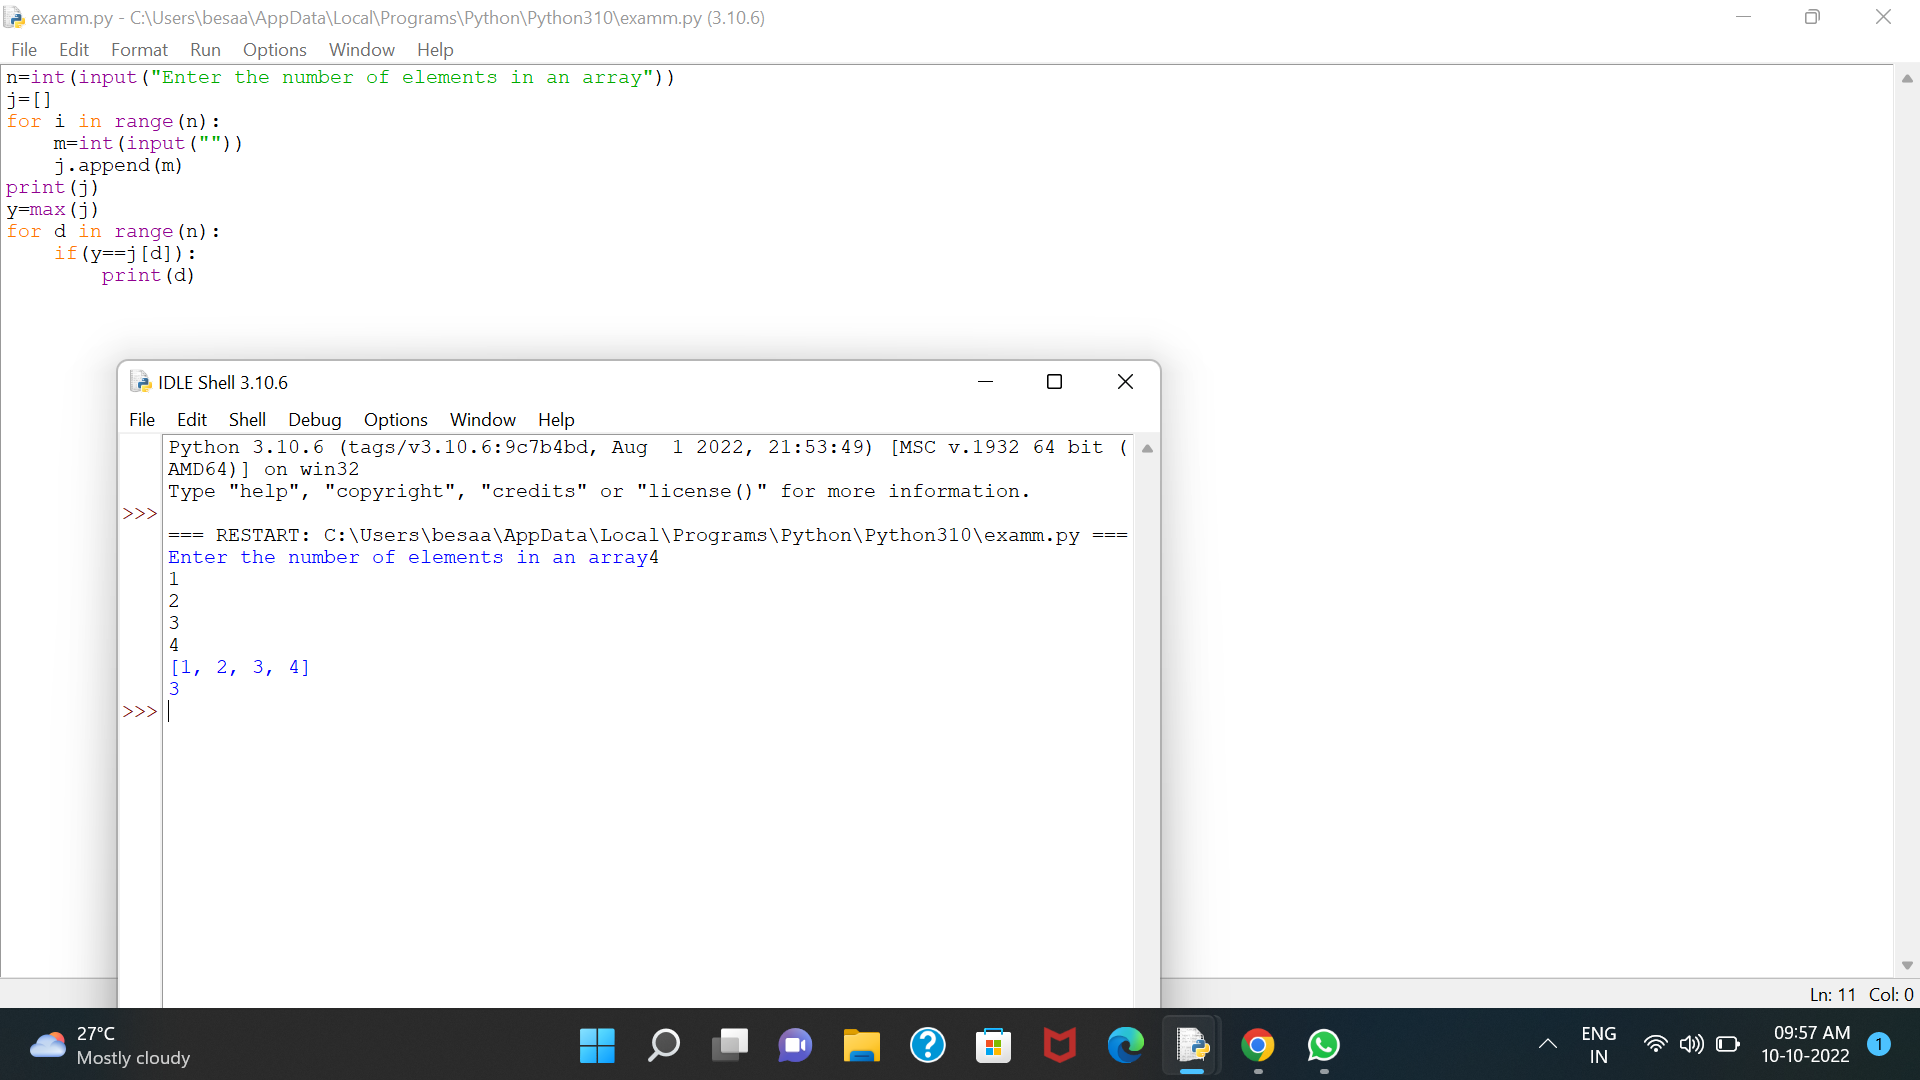 examm.py - C:\Users\besaa\AppData\Local\Programs\Python\Python310\examm.py (3.10.6)
File Edit Format Run Options Window Help
n=int(input("Enter the number of elements in an array"))
j=[]
for i in range(n):
    m=int(input(""))
    j.append(m)
print(j)
y=max(j)
for d in range(n):
    if(y==j[d]):
        print(d)
IDLE Shell 3.10.6
File Edit Shell Debug Options Window Help
Python 3.10.6 (tags/v3.10.6:9c7b4bd, Aug  1 2022, 21:53:49) [MSC v.1932 64 bit (
AMD64)] on win32
Type "help", "copyright", "credits" or "license()" for more information.
>>>
=== RESTART: C:\Users\besaa\AppData\Local\Programs\Python\Python310\examm.py ===
Enter the number of elements in an array4
1
2
3
4
[1, 2, 3, 4]
3
>>>
Ln: 11 Col: 0
27°C
Mostly cloudy
ENG
IN
09:57 AM
10-10-2022
1